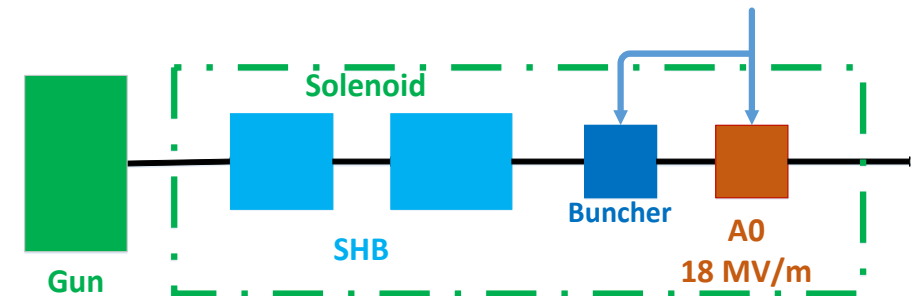 Solenoid
Buncher
SHB
A0
18 MV/m
Gun